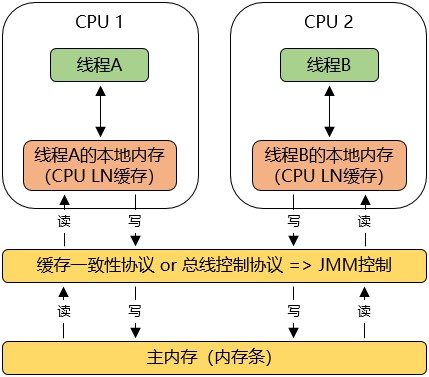 CPU 1
CPU 2
线程A
线程B
线程A的本地内存
（CPU LN缓存）
线程B的本地内存
（CPU LN缓存）
读
写
写
读
缓存一致性协议 or 总线控制协议 => JMM控制
读
写
写
读
主内存（内存条）